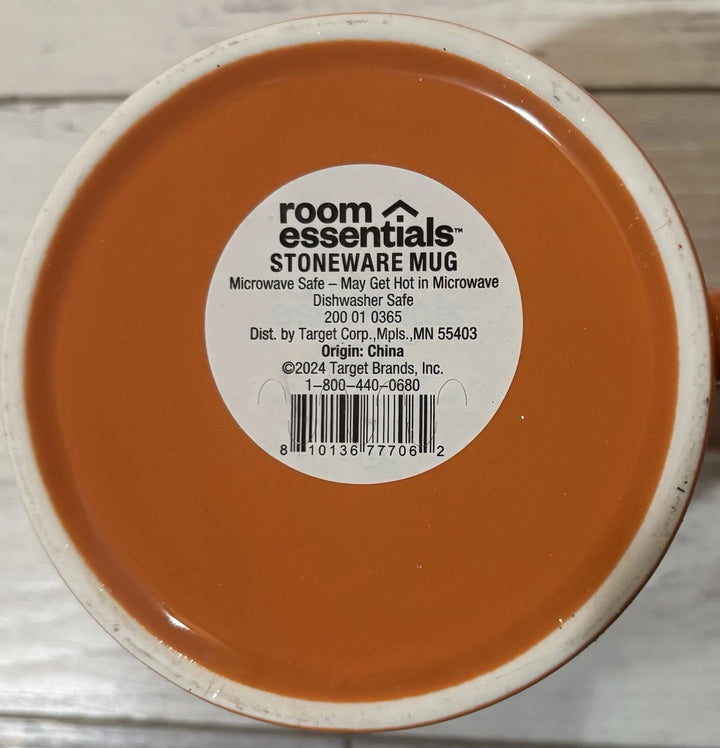 room
essentials™
STONEWARE MUG
Microwave Safe – May Get Hot in Microwave
Dishwasher Safe
200 01 0365
Dist. by Target Corp.,Mpls.,MN 55403
Origin: China
©2024 Target Brands, Inc.
1–800–440–0680
8 10136 77706 2